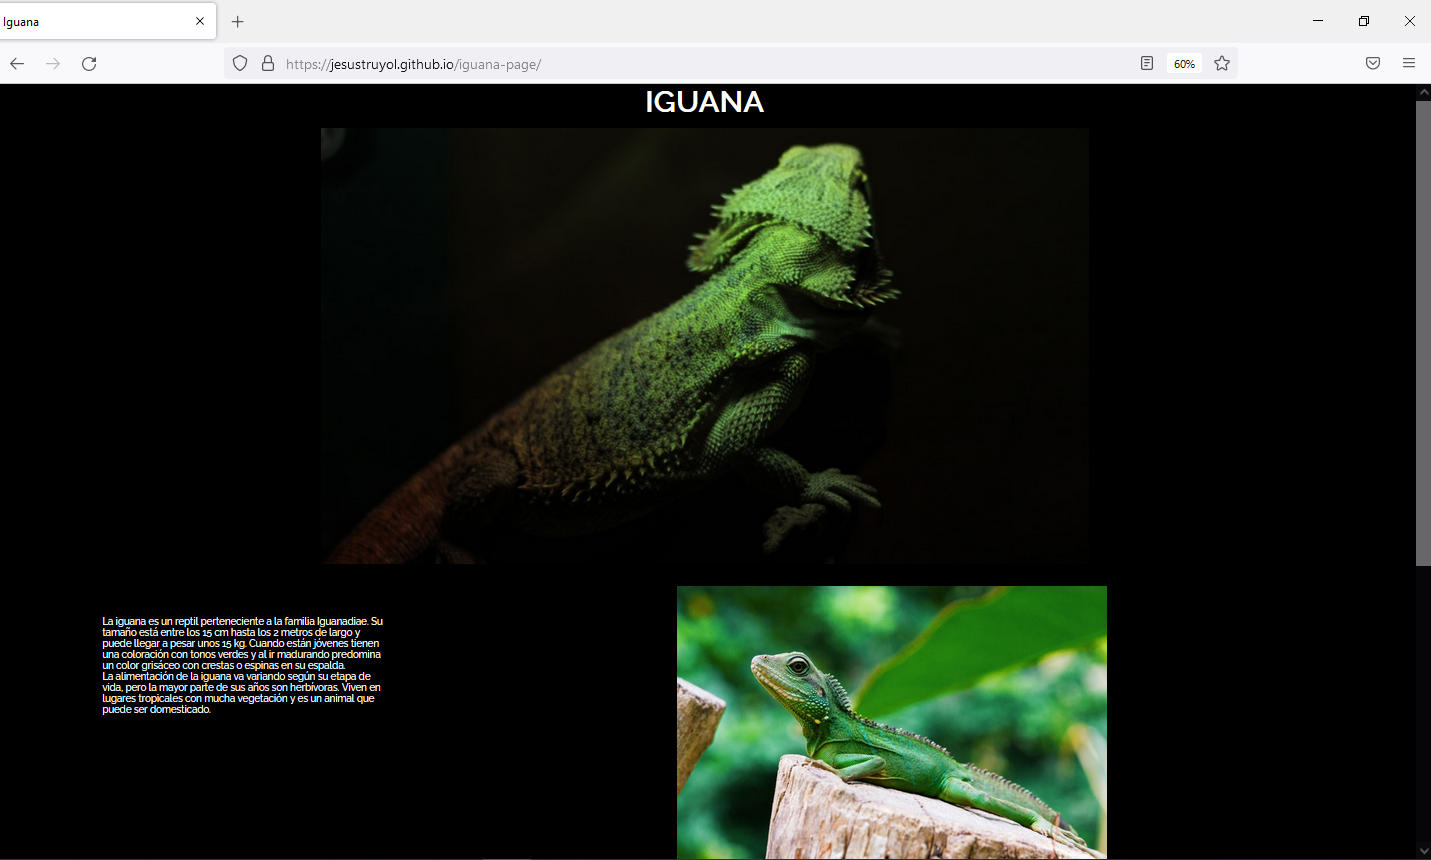 Iguana
https://jesustruyol.github.io/iguana-page/
60%
IGUANA
La iguana es un reptil perteneciente a la familia Iguanadiae. Su
tamaño está entre los 15 cm hasta los 2 metros de largo y
puede llegar a pesar unos 15 kg. Cuando están jóvenes tienen
una coloración con tonos verdes y al ir madurando predomina
un color grisáceo con crestas o espinas en su espalda.
La alimentación de la iguana va variando según su etapa de
vida, pero la mayor parte de sus años son herbívoras. Viven en
lugares tropicales con mucha vegetación y es un animal que
puede ser domesticado.